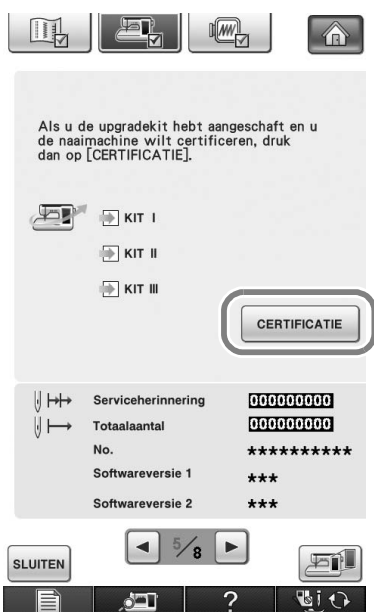 Als u de upgradekit hebt aangeschaft en u
de naaimachine wilt certificeren, druk
dan op [CERTIFICATIE].
KIT I
KIT II
KIT III
CERTIFICATIE
Serviceherinnering 000000000
Totaalaantal 000000000
No. **********
Softwareversie 1 ***
Softwareversie 2 ***
5/8
SLUITEN
?